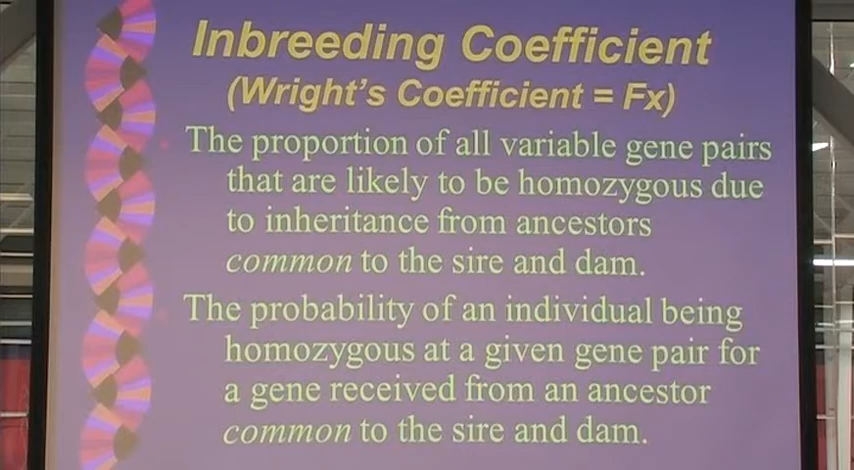 Inbreeding Coefficient
(Wright's Coefficient = Fx)
The proportion of all variable gene pairs
that are likely to be homozygous due
to inheritance from ancestors
common to the sire and dam.
The probability of an individual being
homozygous at a given gene pair for
a gene received from an ancestor
common to the sire and dam.